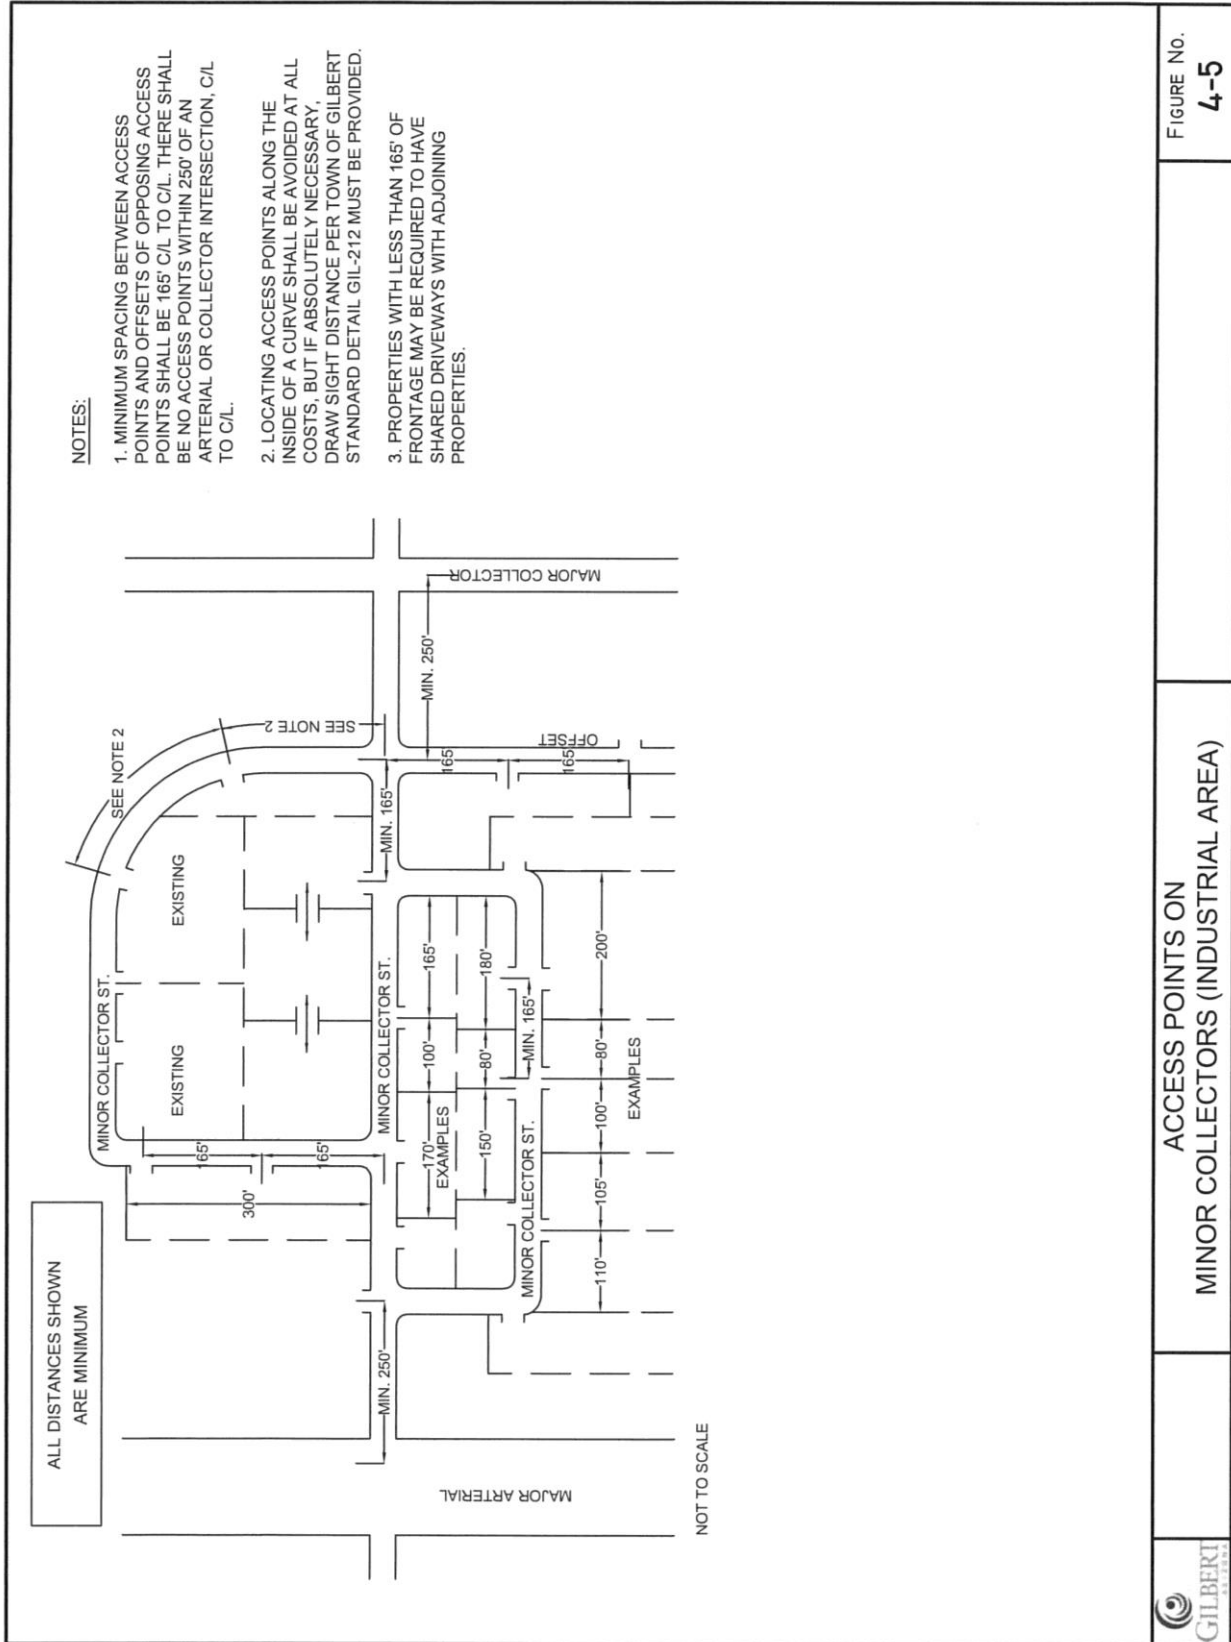 ALL DISTANCES SHOWN
ARE MINIMUM
NOTES:
1. MINIMUM SPACING BETWEEN ACCESS
POINTS AND OFFSETS OF OPPOSING ACCESS
POINTS SHALL BE 165' C/L TO C/L. THERE SHALL
BE NO ACCESS POINTS WITHIN 250' OF AN
ARTERIAL OR COLLECTOR INTERSECTION, C/L
TO C/L.
2. LOCATING ACCESS POINTS ALONG THE
INSIDE OF A CURVE SHALL BE AVOIDED AT ALL
COSTS, BUT IF ABSOLUTELY NECESSARY,
DRAW SIGHT DISTANCE PER TOWN OF GILBERT
STANDARD DETAIL GIL-212 MUST BE PROVIDED.
3. PROPERTIES WITH LESS THAN 165' OF
FRONTAGE MAY BE REQUIRED TO HAVE
SHARED DRIVEWAYS WITH ADJOINING
PROPERTIES.
MINOR COLLECTOR ST.
SEE NOTE 2
SEE NOTE 2
EXISTING
EXISTING
165'
165'
300'
MIN. 250'
MINOR COLLECTOR ST.
MIN. 165'
MIN. 250'
170'
100'
165'
EXAMPLES
150'
80'
180'
MINOR COLLECTOR ST.
MIN. 165'
165'
165'
OFFSET
110'
105'
100'
80'
200'
EXAMPLES
MAJOR ARTERIAL
MAJOR COLLECTOR
NOT TO SCALE
GILBERT
ARIZONA
ACCESS POINTS ON
MINOR COLLECTORS (INDUSTRIAL AREA)
FIGURE No.
4-5